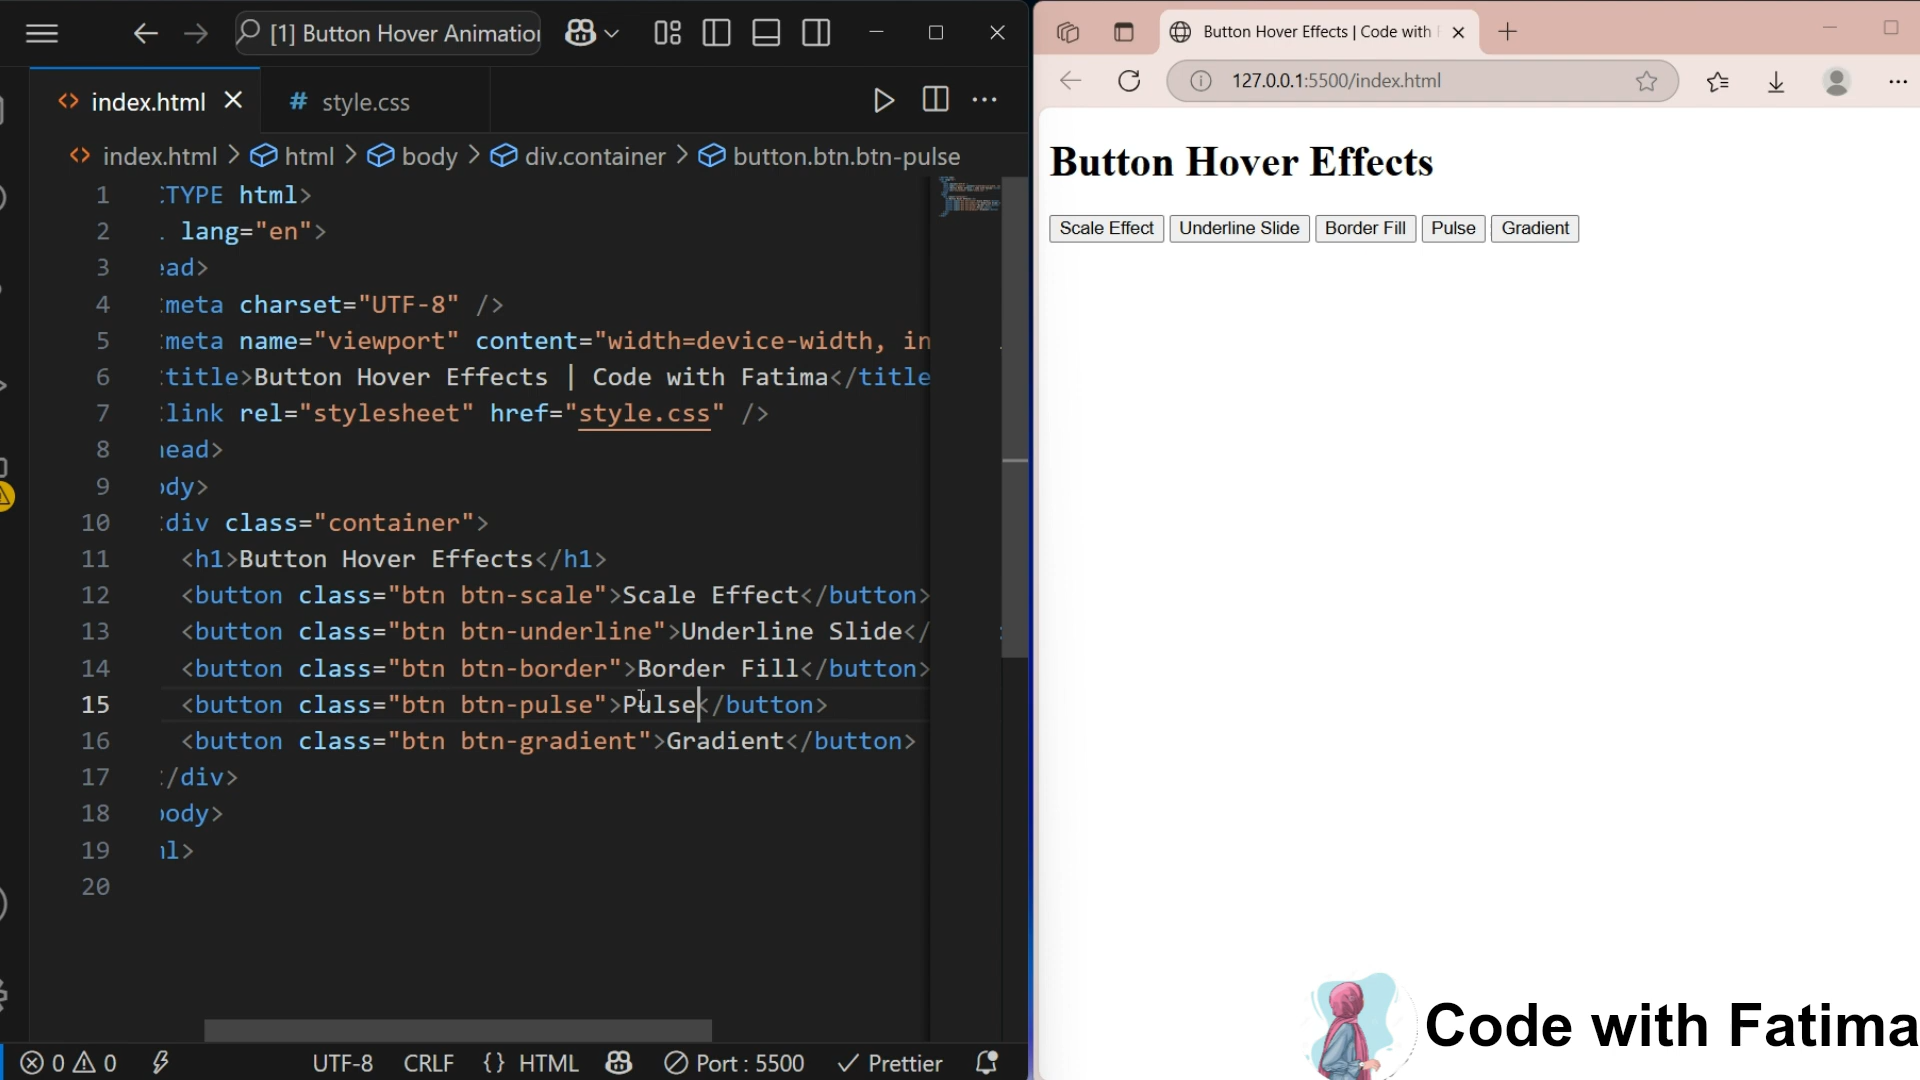 [1] Button Hover Animatio
index.html
# style.css
index.html > html > body > div.container > button.btn.btn-pulse
1 CTYPE html>
2 lang="en">
3 ead>
4 meta charset="UTF-8" />
5 meta name="viewport" content="width=device-width, in
6 title>Button Hover Effects | Code with Fatima</title
7 link rel="stylesheet" href="style.css" />
8 head>
9 ody>
10 div class="container">
11 <h1>Button Hover Effects</h1>
12 <button class="btn btn-scale">Scale Effect</button>
13 <button class="btn btn-underline">Underline Slide</
14 <button class="btn btn-border">Border Fill</button>
15 <button class="btn btn-pulse">Pulse</button>
16 <button class="btn btn-gradient">Gradient</button>
17 </div>
18 body>
19 ml>
20
0 0 UTF-8 CRLF {} HTML Port : 5500 Prettier
Button Hover Effects | Code with F
127.0.0.1:5500/index.html
Button Hover Effects
Scale Effect Underline Slide Border Fill Pulse Gradient
Code with Fatima